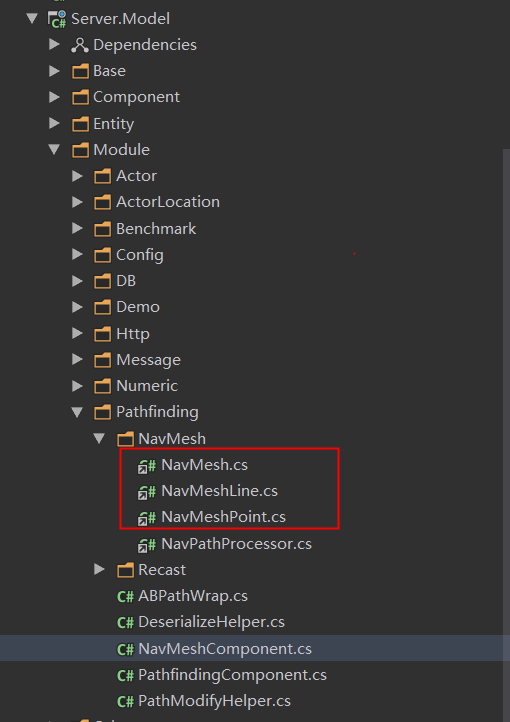 Server.Model
Dependencies
Base
Component
Entity
Module
Actor
ActorLocation
Benchmark
Config
DB
Demo
Http
Message
Numeric
Pathfinding
NavMesh
C# NavMesh.cs
C# NavMeshLine.cs
C# NavMeshPoint.cs
C# NavPathProcessor.cs
Recast
C# ABPathWrap.cs
C# DeserializeHelper.cs
C# NavMeshComponent.cs
C# PathfindingComponent.cs
C# PathModifyHelper.cs